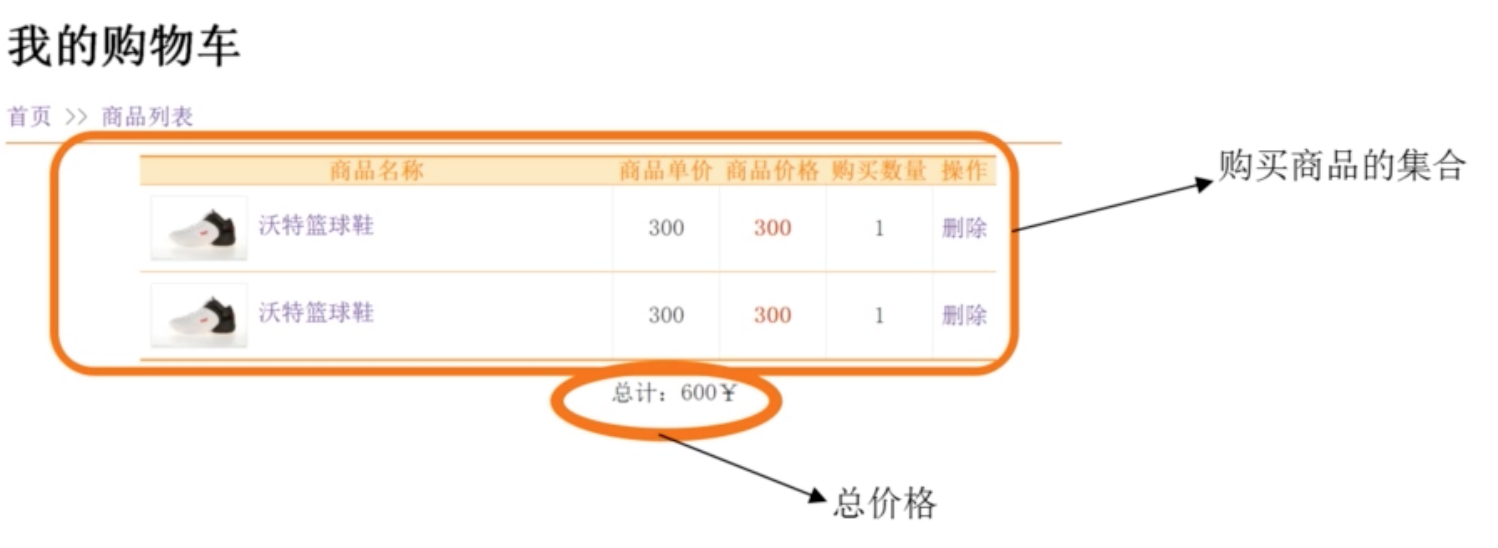 我的购物车
首页 >> 商品列表
商品名称 商品单价 商品价格 购买数量 操作
沃特篮球鞋 300 300 1 删除
沃特篮球鞋 300 300 1 删除
总计：600￥
购买商品的集合
总价格